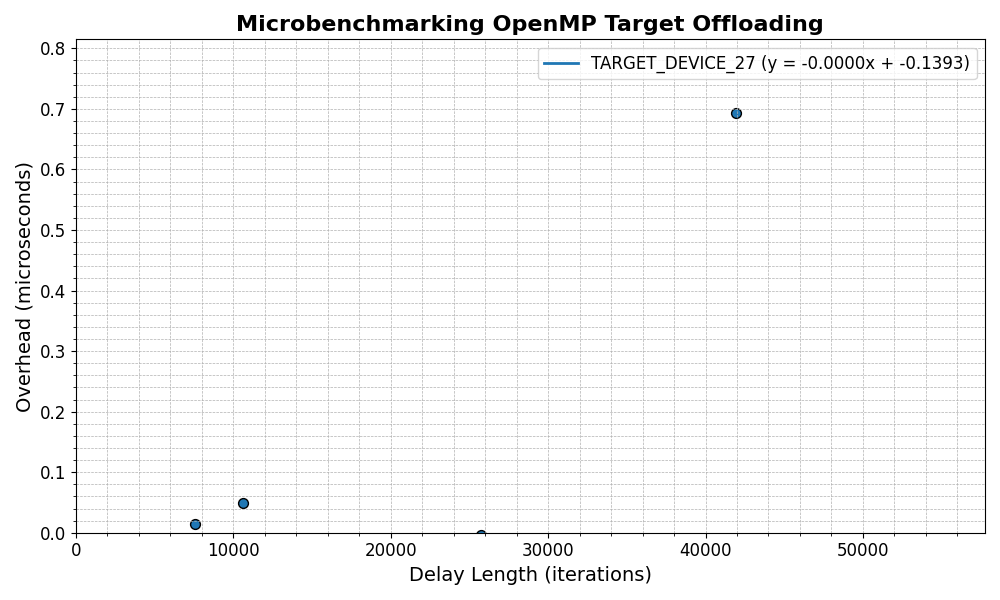 Microbenchmarking OpenMP Target Offloading
TARGET_DEVICE_27 (y = -0.0000x + -0.1393)
Overhead (microseconds)
0.8
0.7
0.6
0.5
0.4
0.3
0.2
0.1
0.0
0 10000 20000 30000 40000 50000
Delay Length (iterations)